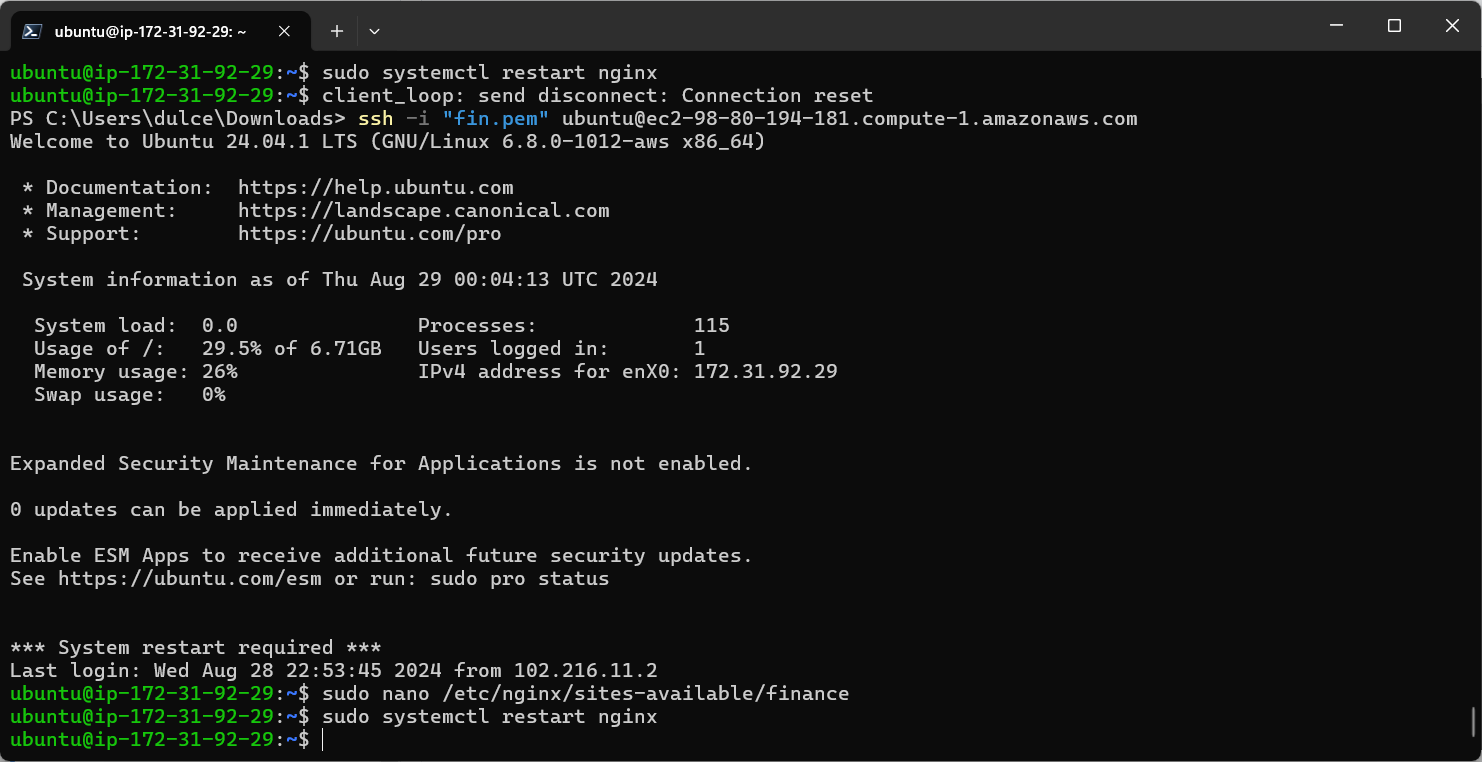 ubuntu@ip-172-31-92-29: ~
ubuntu@ip-172-31-92-29:~$ sudo systemctl restart nginx
ubuntu@ip-172-31-92-29:~$ client_loop: send disconnect: Connection reset
PS C:\Users\dulce\Downloads> ssh -i "fin.pem" ubuntu@ec2-98-80-194-181.compute-1.amazonaws.com
Welcome to Ubuntu 24.04.1 LTS (GNU/Linux 6.8.0-1012-aws x86_64)
* Documentation:  https://help.ubuntu.com
* Management:     https://landscape.canonical.com
* Support:        https://ubuntu.com/pro
System information as of Thu Aug 29 00:04:13 UTC 2024
System load:  0.0               Processes:             115
Usage of /:   29.5% of 6.71GB   Users logged in:       1
Memory usage: 26%               IPv4 address for enX0: 172.31.92.29
Swap usage:   0%
Expanded Security Maintenance for Applications is not enabled.
0 updates can be applied immediately.
Enable ESM Apps to receive additional future security updates.
See https://ubuntu.com/esm or run: sudo pro status
*** System restart required ***
Last login: Wed Aug 28 22:53:45 2024 from 102.216.11.2
ubuntu@ip-172-31-92-29:~$ sudo nano /etc/nginx/sites-available/finance
ubuntu@ip-172-31-92-29:~$ sudo systemctl restart nginx
ubuntu@ip-172-31-92-29:~$